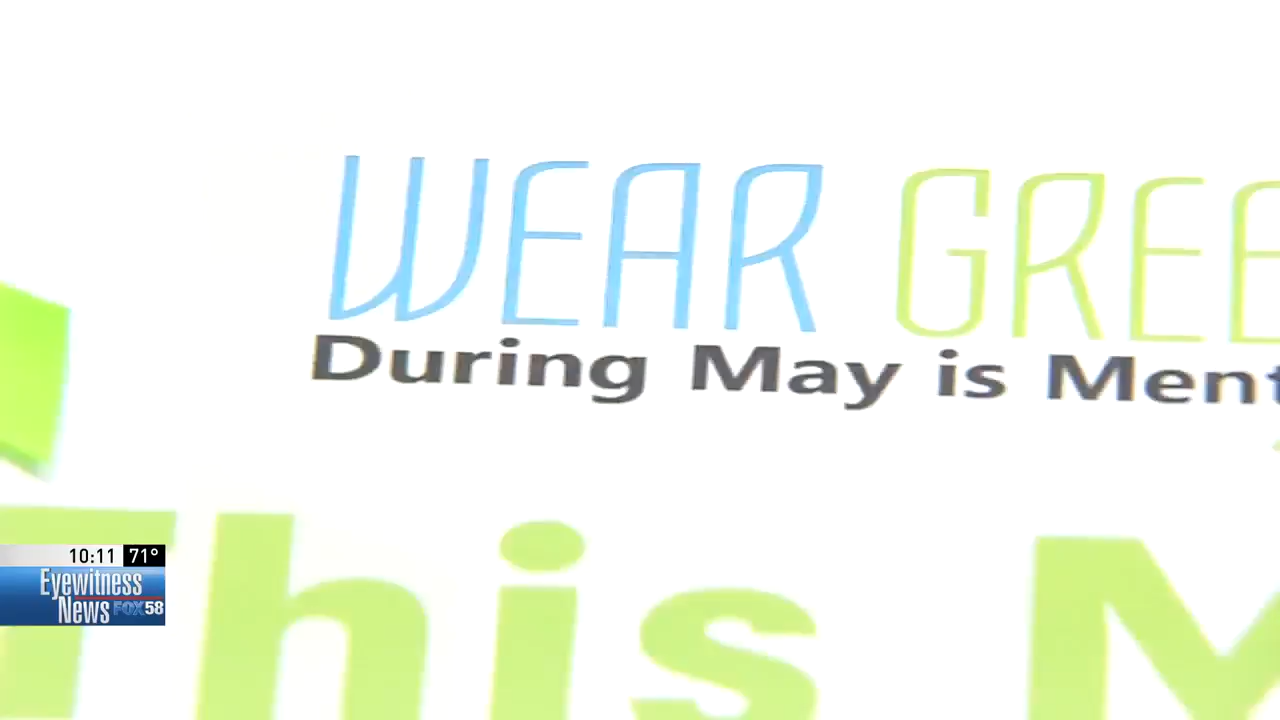 WEAR GREE
During May is Ment
This M
10:11 71°
Eyewitness
News FOX 58